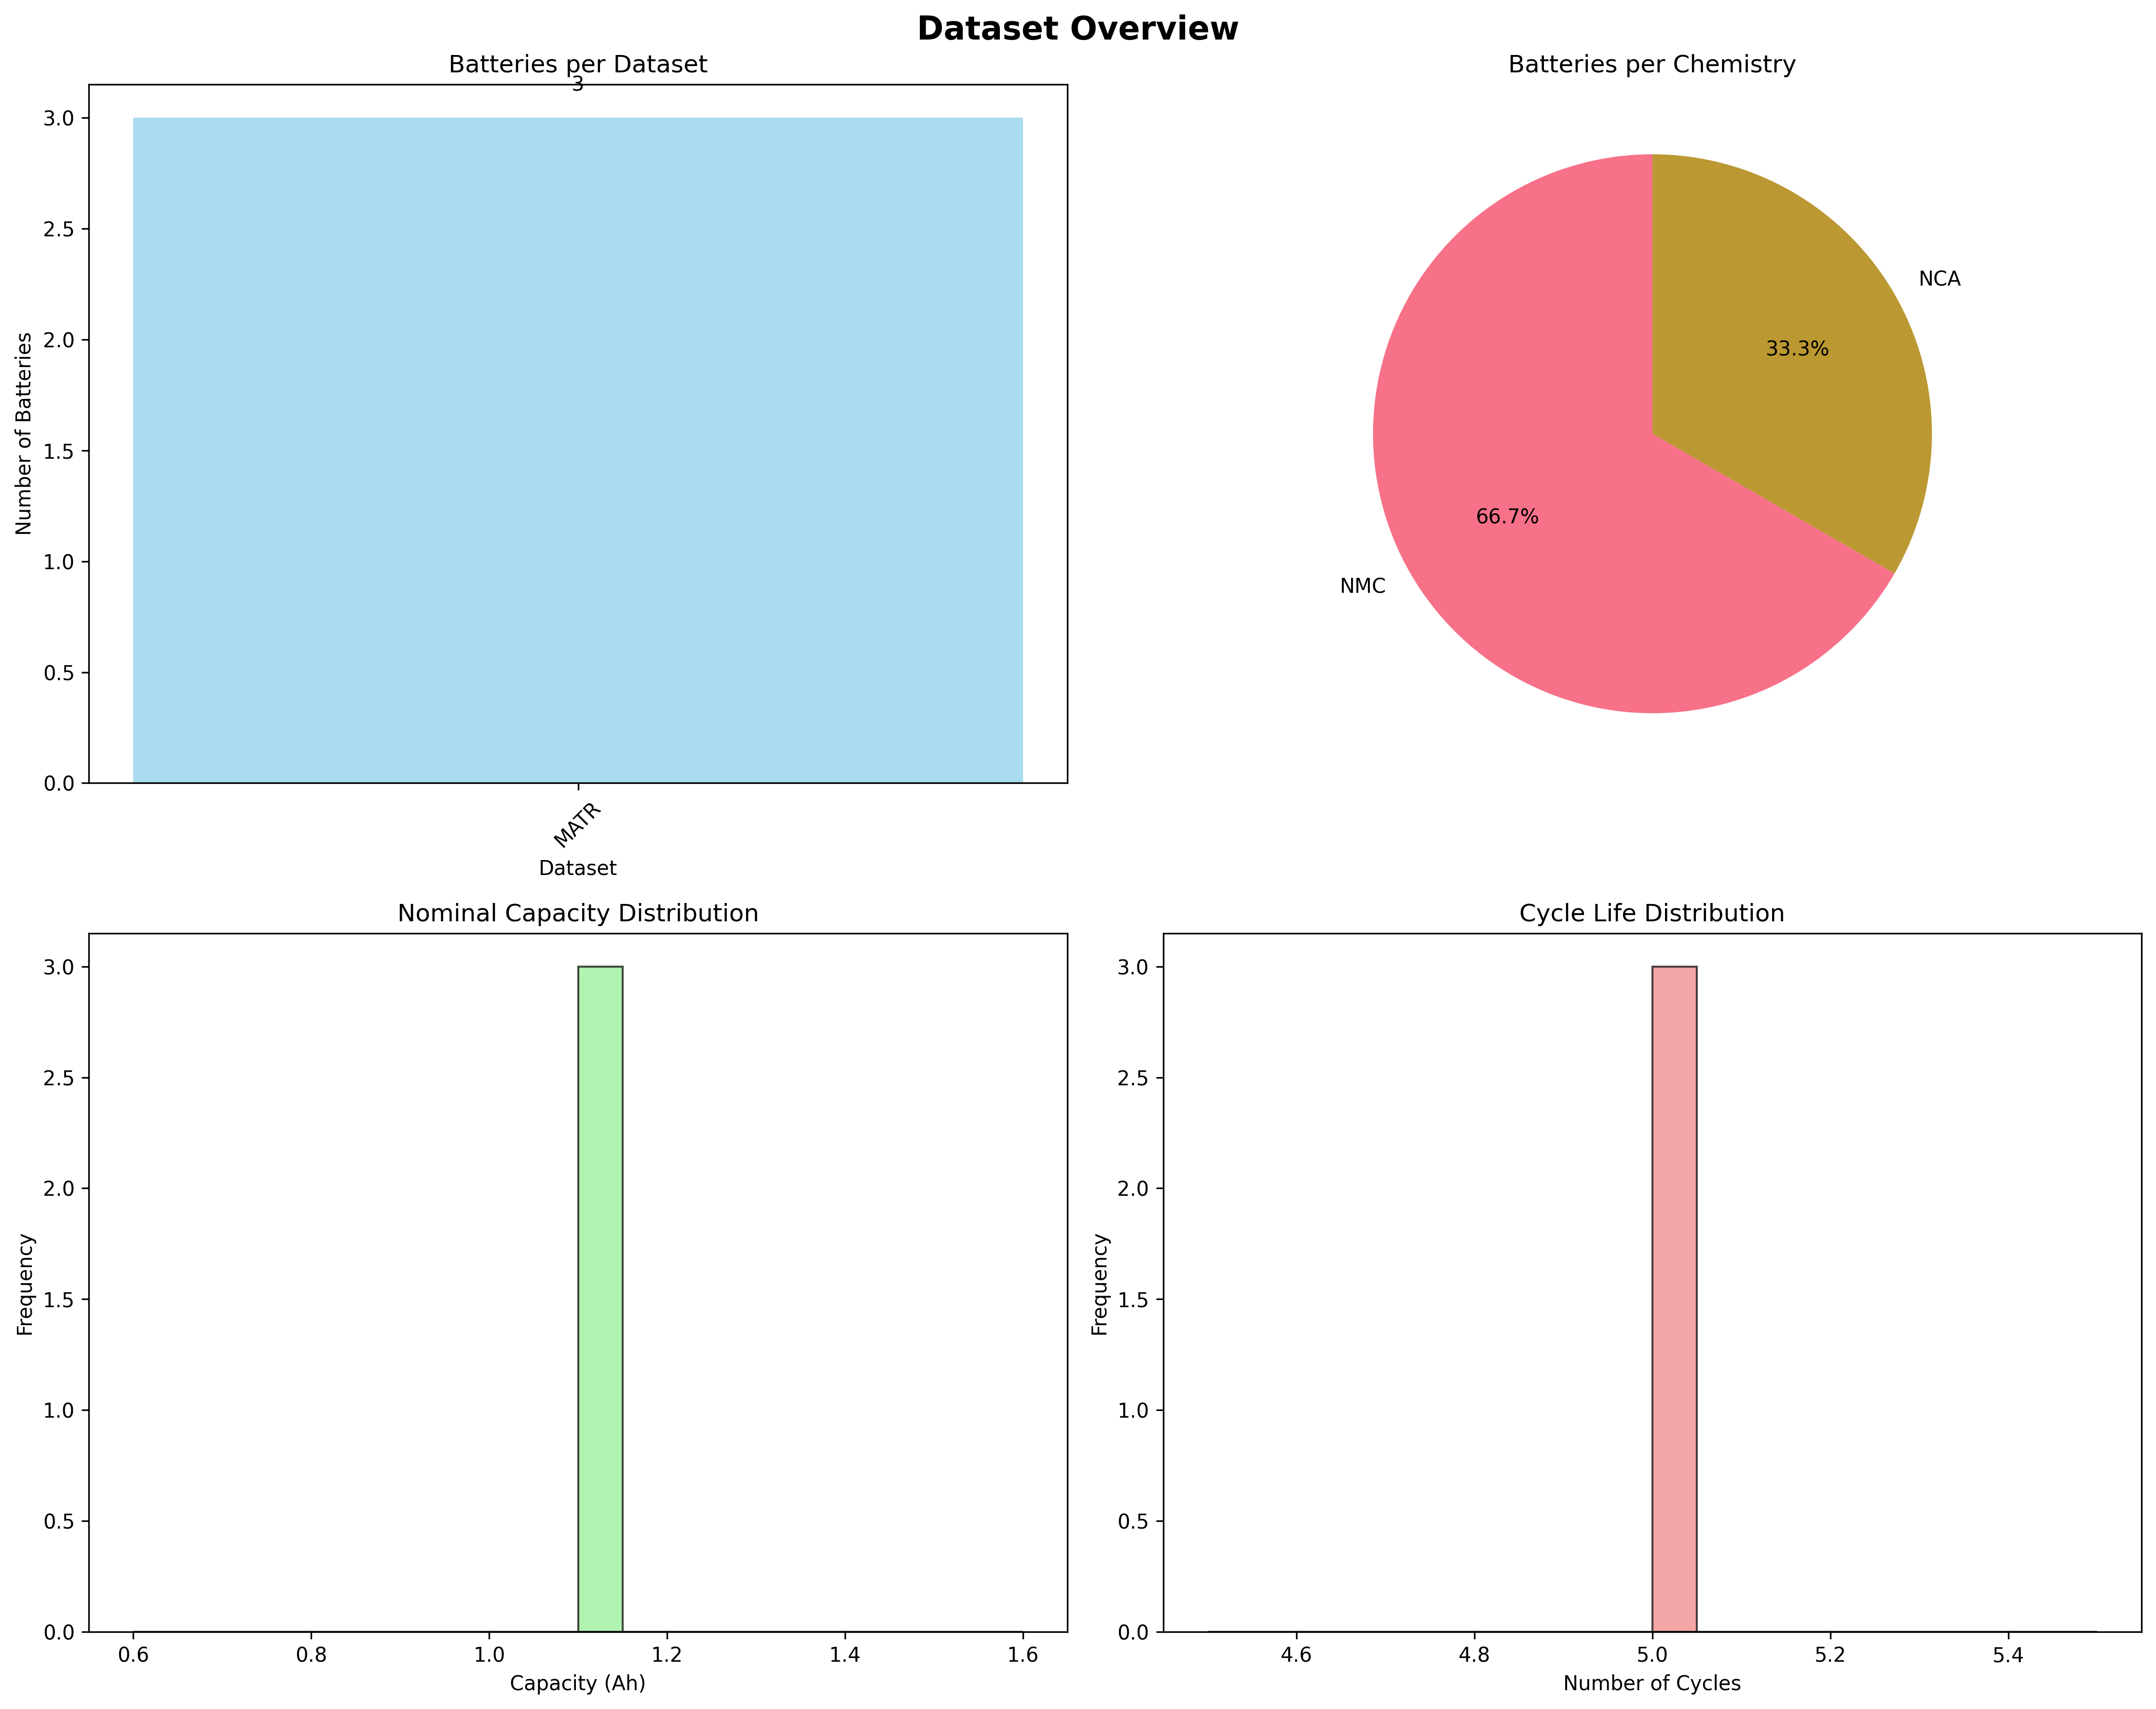 Dataset Overview
Batteries per Dataset
3
3.0
2.5
2.0
1.5
1.0
0.5
0.0
Number of Batteries
MATR
Dataset
Batteries per Chemistry
NCA
33.3%
66.7%
NMC
Nominal Capacity Distribution
3.0
2.5
2.0
1.5
1.0
0.5
0.0
Frequency
0.6 0.8 1.0 1.2 1.4 1.6
Capacity (Ah)
Cycle Life Distribution
3.0
2.5
2.0
1.5
1.0
0.5
0.0
Frequency
4.6 4.8 5.0 5.2 5.4
Number of Cycles